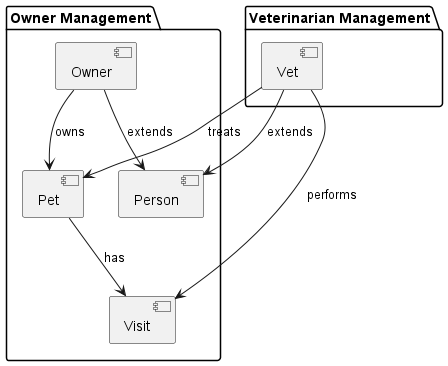 Owner Management
Veterinarian Management
Owner
Vet
owns
extends
treats
extends
Pet
Person
performs
has
Visit